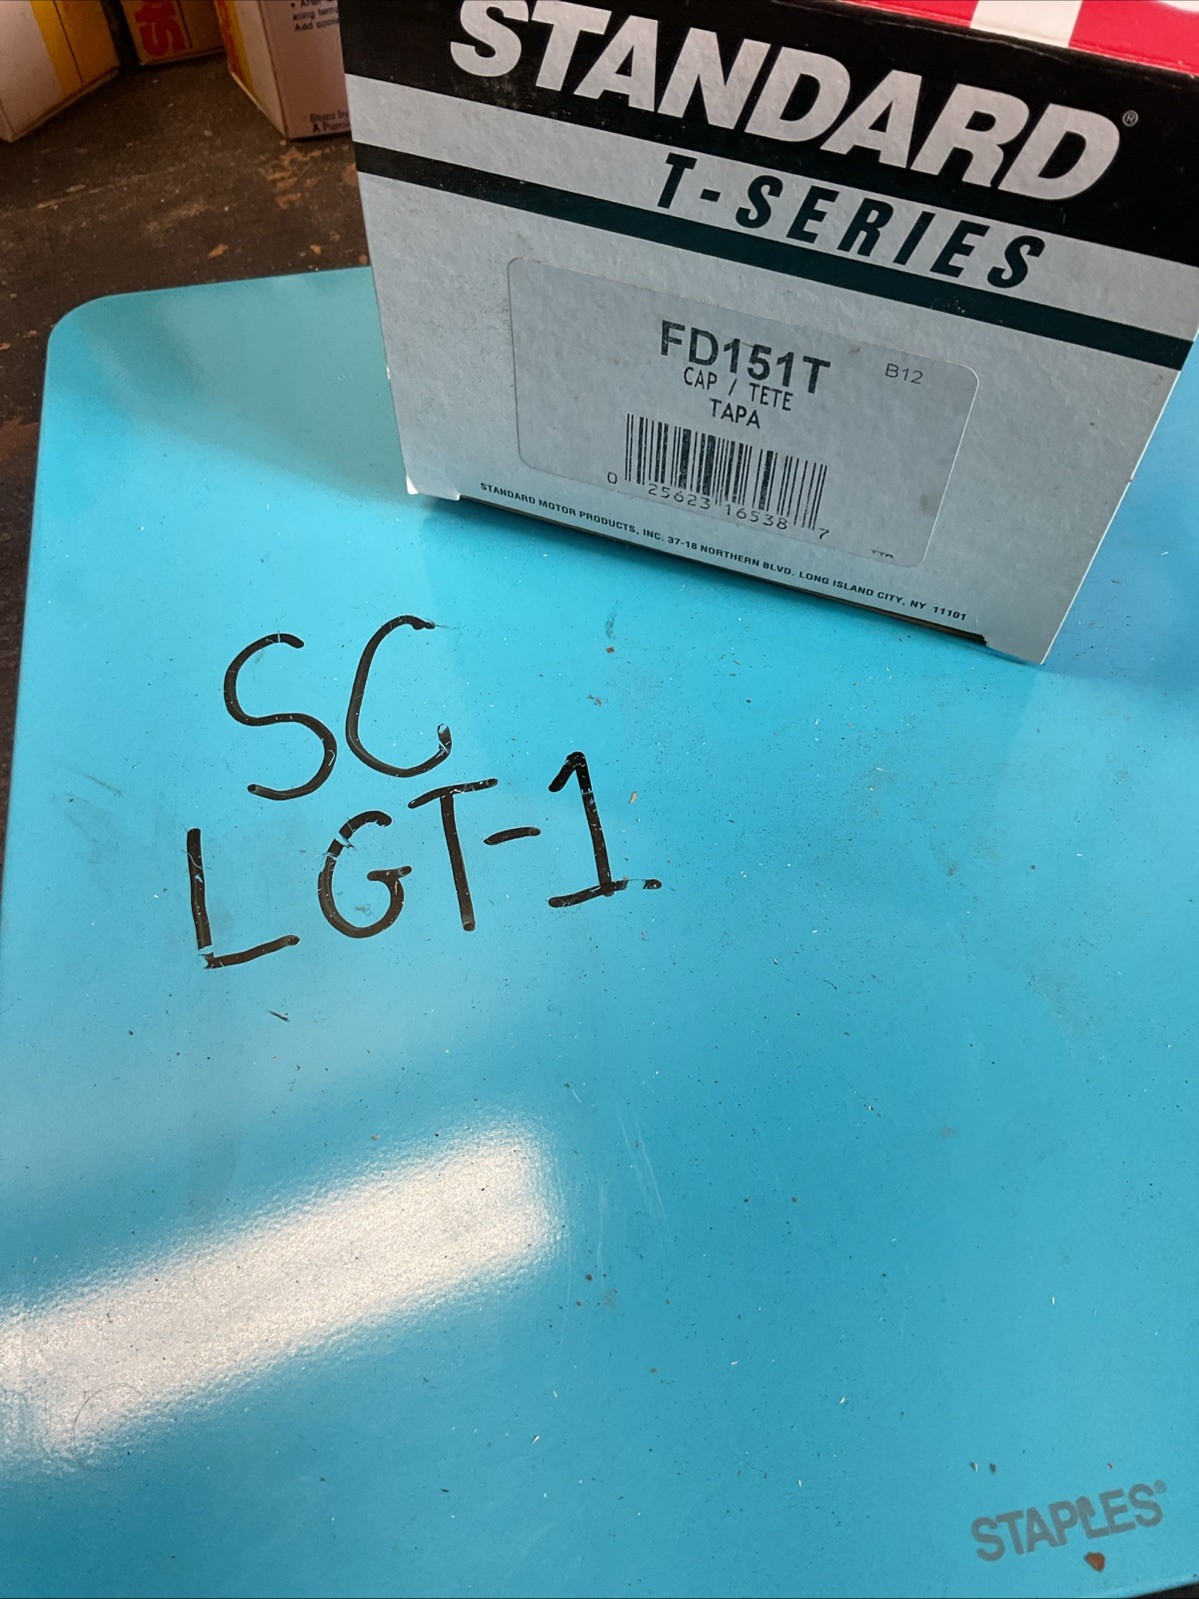 STANDARD®
T-SERIES
FD151T B12
CAP / TETE
TAPA
0 25623 16538 7
STANDARD MOTOR PRODUCTS, INC. 37-18 NORTHERN BLVD. LONG ISLAND CITY, NY 11101
SC
LGT-1
STAPLES®